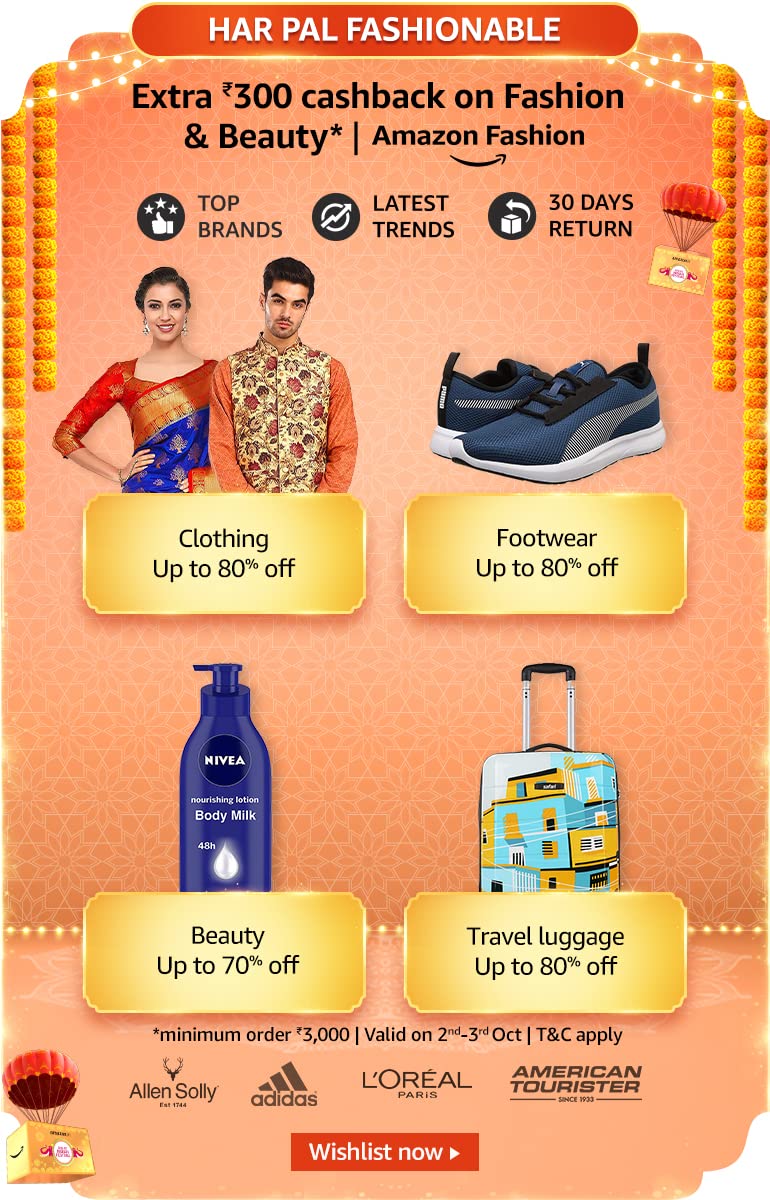 HAR PAL FASHIONABLE
Extra ₹300 cashback on Fashion
& Beauty* | Amazon Fashion
TOP
BRANDS
LATEST
TRENDS
30 DAYS
RETURN
PUMA
Clothing
Up to 80% off
Footwear
Up to 80% off
NIVEA
nourishing lotion
Body Milk
48h
safari
Beauty
Up to 70% off
Travel luggage
Up to 80% off
*minimum order ₹3,000 | Valid on 2nd-3rd Oct | T&C apply
Allen Solly
Est 1744
adidas
L'ORÉAL
PARIS
AMERICAN
TOURISTER
SINCE 1933
Wishlist now